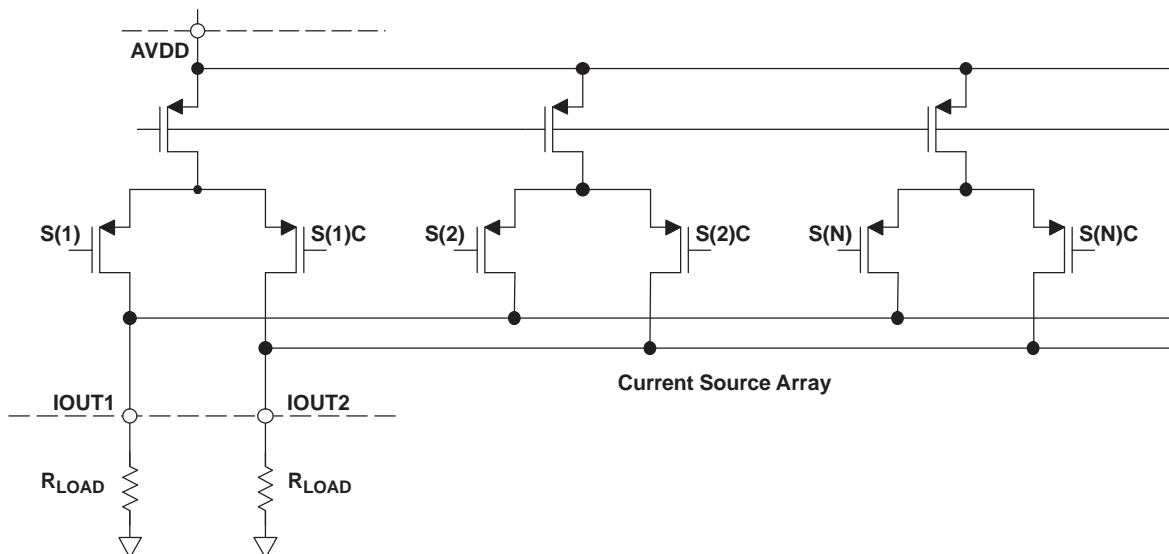 AVDD
S(1)
S(1)C
S(2)
S(2)C
S(N)
S(N)C
Current Source Array
IOUT1
IOUT2
RLOAD
RLOAD